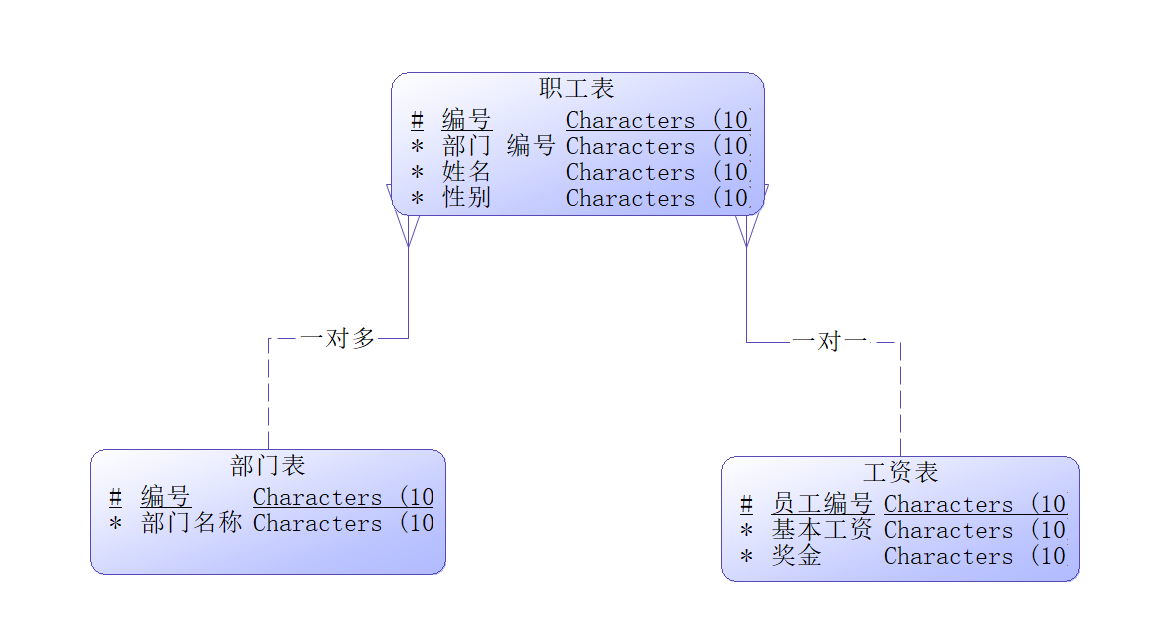 职工表
# 编号 Characters (10)
* 部门 编号 Characters (10)
* 姓名 Characters (10)
* 性别 Characters (10)
一对多
一对一
部门表
# 编号 Characters (10
* 部门名称 Characters (10
工资表
# 员工编号 Characters (10)
* 基本工资 Characters (10)
* 奖金 Characters (10)